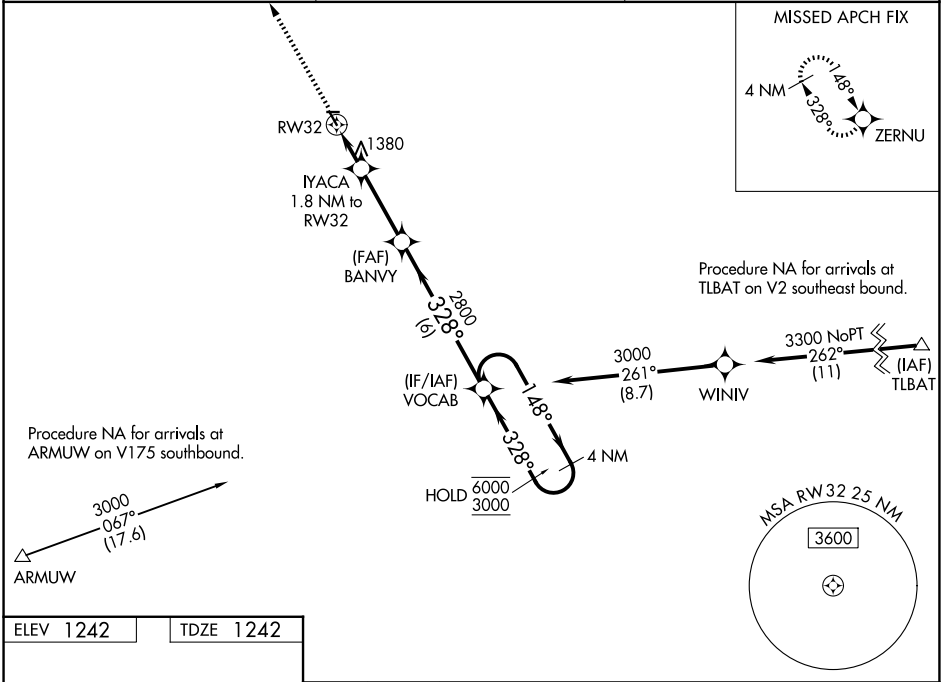 MISSED APCH FIX
4 NM
148°
328°
ZERNU
RW32
1380
IYACA
1.8 NM to
RW32
(FAF)
BANVY
2800
328°
(6)
Procedure NA for arrivals at
TLBAT on V2 southeast bound.
3300 NoPT
262°
(11)
(IAF)
TLBAT
3000
261°
(8.7)
WINIV
(IF/IAF)
VOCAB
148°
328°
4 NM
HOLD 6000
3000
Procedure NA for arrivals at
ARMUW on V175 southbound.
3000
067°
(17.6)
ARMUW
MSA RW32 25 NM
3600
ELEV 1242
TDZE 1242